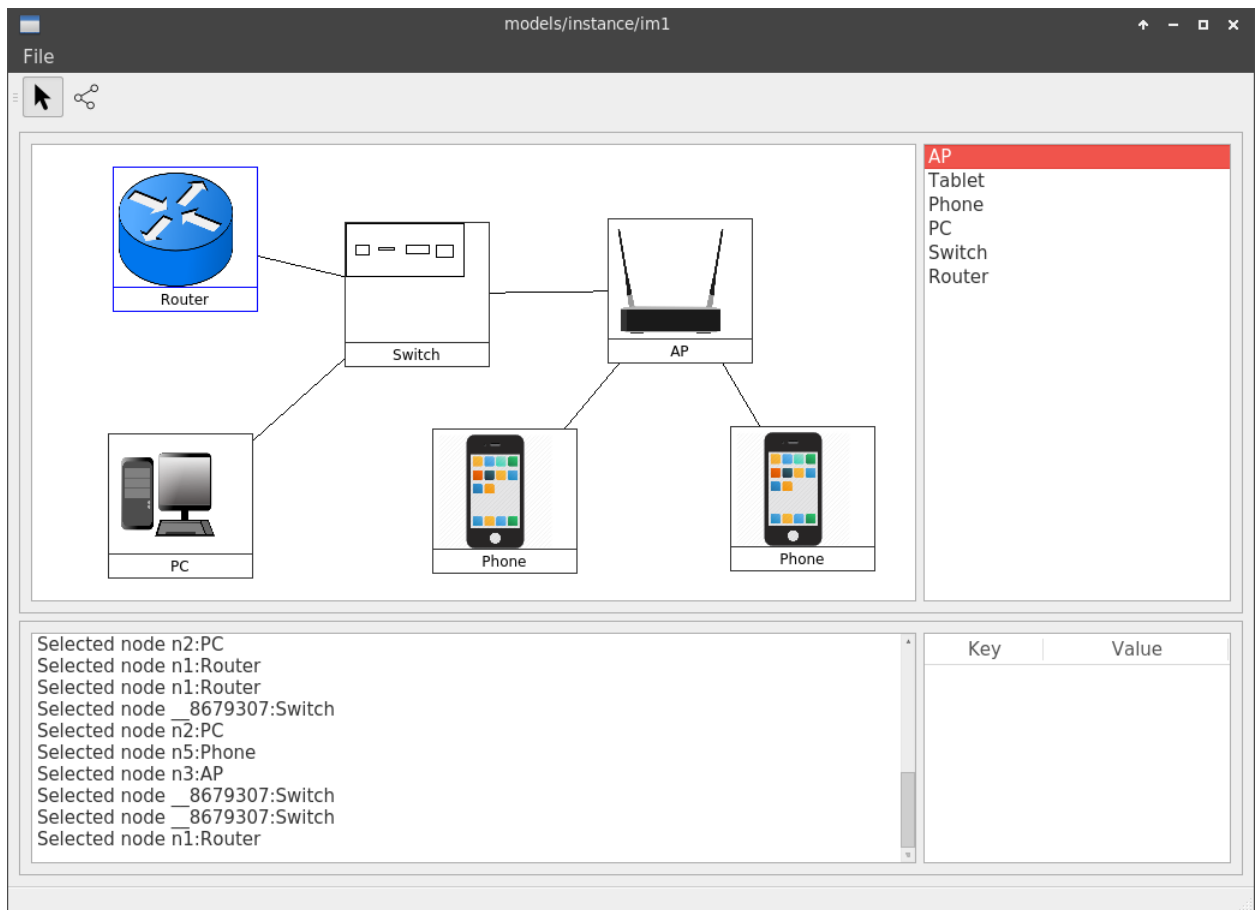 models/instance/im1
File
Router
Switch
AP
PC
Phone
Phone
AP
Tablet
Phone
PC
Switch
Router
Selected node n2:PC
Selected node n1:Router
Selected node n1:Router
Selected node __8679307:Switch
Selected node n2:PC
Selected node n5:Phone
Selected node n3:AP
Selected node __8679307:Switch
Selected node __8679307:Switch
Selected node n1:Router
Key Value